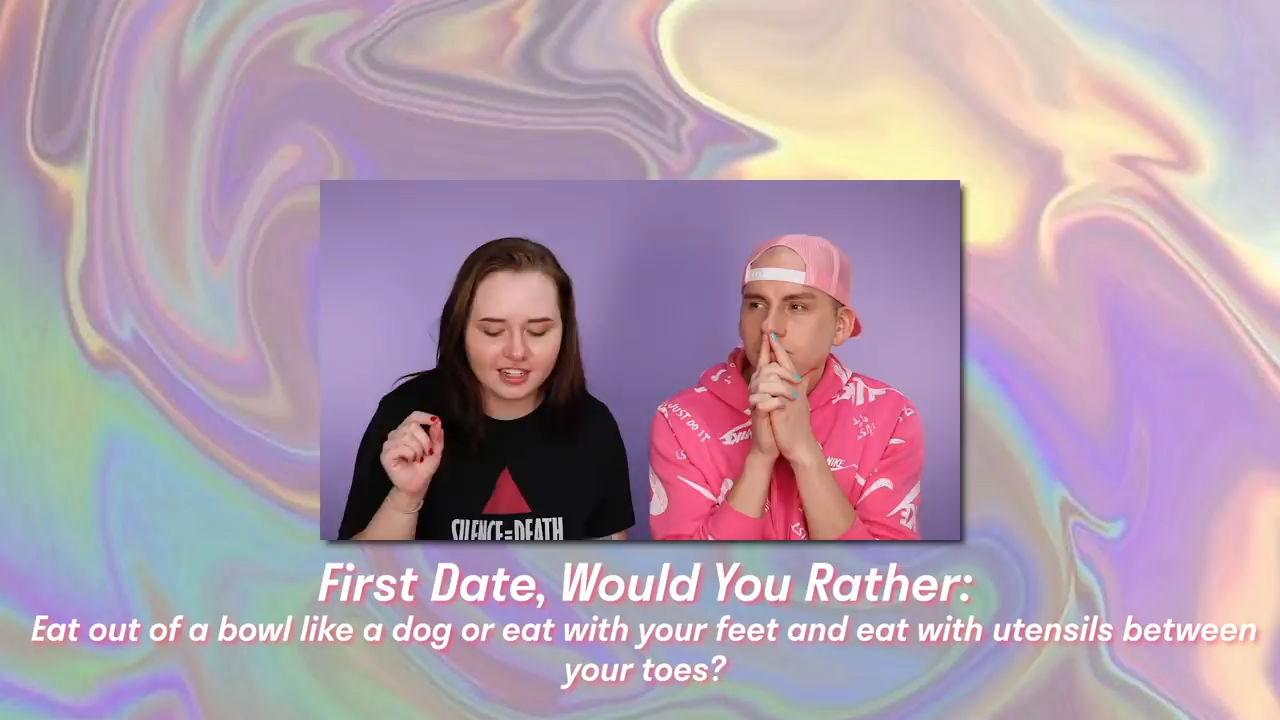 SILENCE=DEATH
JUST DO IT
NIKE
First Date, Would You Rather:
Eat out of a bowl like a dog or eat with your feet and eat with utensils between
your toes?